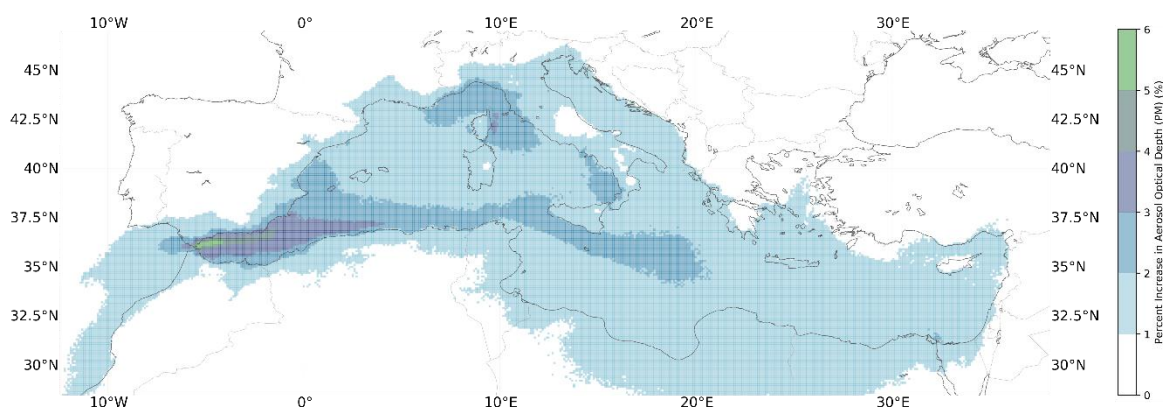 10°W 0° 10°E 20°E 30°E
45°N 45°N
42.5°N 42.5°N
40°N 40°N
37.5°N 37.5°N
35°N 35°N
32.5°N 32.5°N
30°N 30°N
10°W 0° 10°E 20°E 30°E
6
5
4
3
2
1
0
Percent Increase in Aerosol Optical Depth (PM) (%)